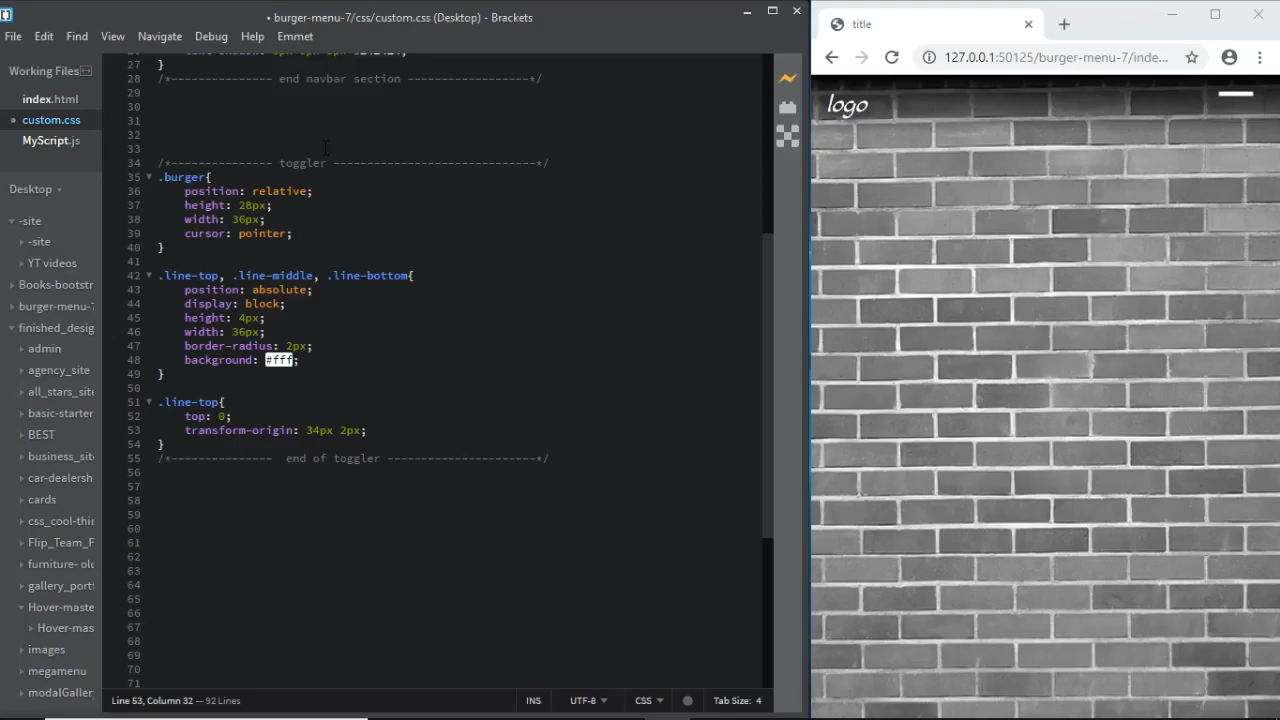 burger-menu-7/css/custom.css (Desktop) - Brackets
File Edit Find View Navigate Debug Help Emmet
Working Files
index.html
custom.css
MyScript.js
Desktop
-site
-site
YT videos
Books-bootstr
burger-menu-7
finished_desig
admin
agency_site
all_stars_sit
basic-starter
BEST
business_sit
car-dealersh
cards
css_cool-thi
Flip_Team_F
furniture- old
gallery_port
Hover-maste
Hover-mas
images
megamenu
modalGaller
27 }
28 /*--------------- end navbar section ------------------*/
29
30
31
32
33
34 /*--------------- toggler ------------------------------*/
35 .burger{
36 position: relative;
37 height: 28px;
38 width: 36px;
39 cursor: pointer;
40 }
41
42 .line-top, .line-middle, .line-bottom{
43 position: absolute;
44 display: block;
45 height: 4px;
46 width: 36px;
47 border-radius: 2px;
48 background: #fff;
49 }
50
51 .line-top{
52 top: 0;
53 transform-origin: 34px 2px;
54 }
55 /*--------------- end of toggler ----------------------*/
56
57
58
59
60
61
62
63
64
65
66
67
68
69
70
71
Line 53, Column 32 — 92 Lines
INS UTF-8 CSS Tab Size: 4
title
127.0.0.1:50125/burger-menu-7/inde...
logo